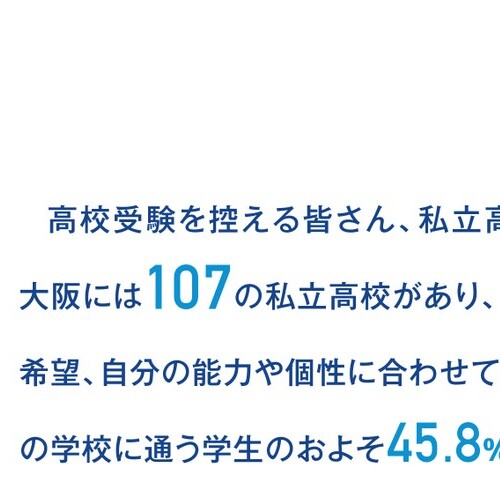 高校受験を控える皆さん、私立高
大阪には107の私立高校があり、
希望、自分の能力や個性に合わせて
の学校に通う学生のおよそ45.8%